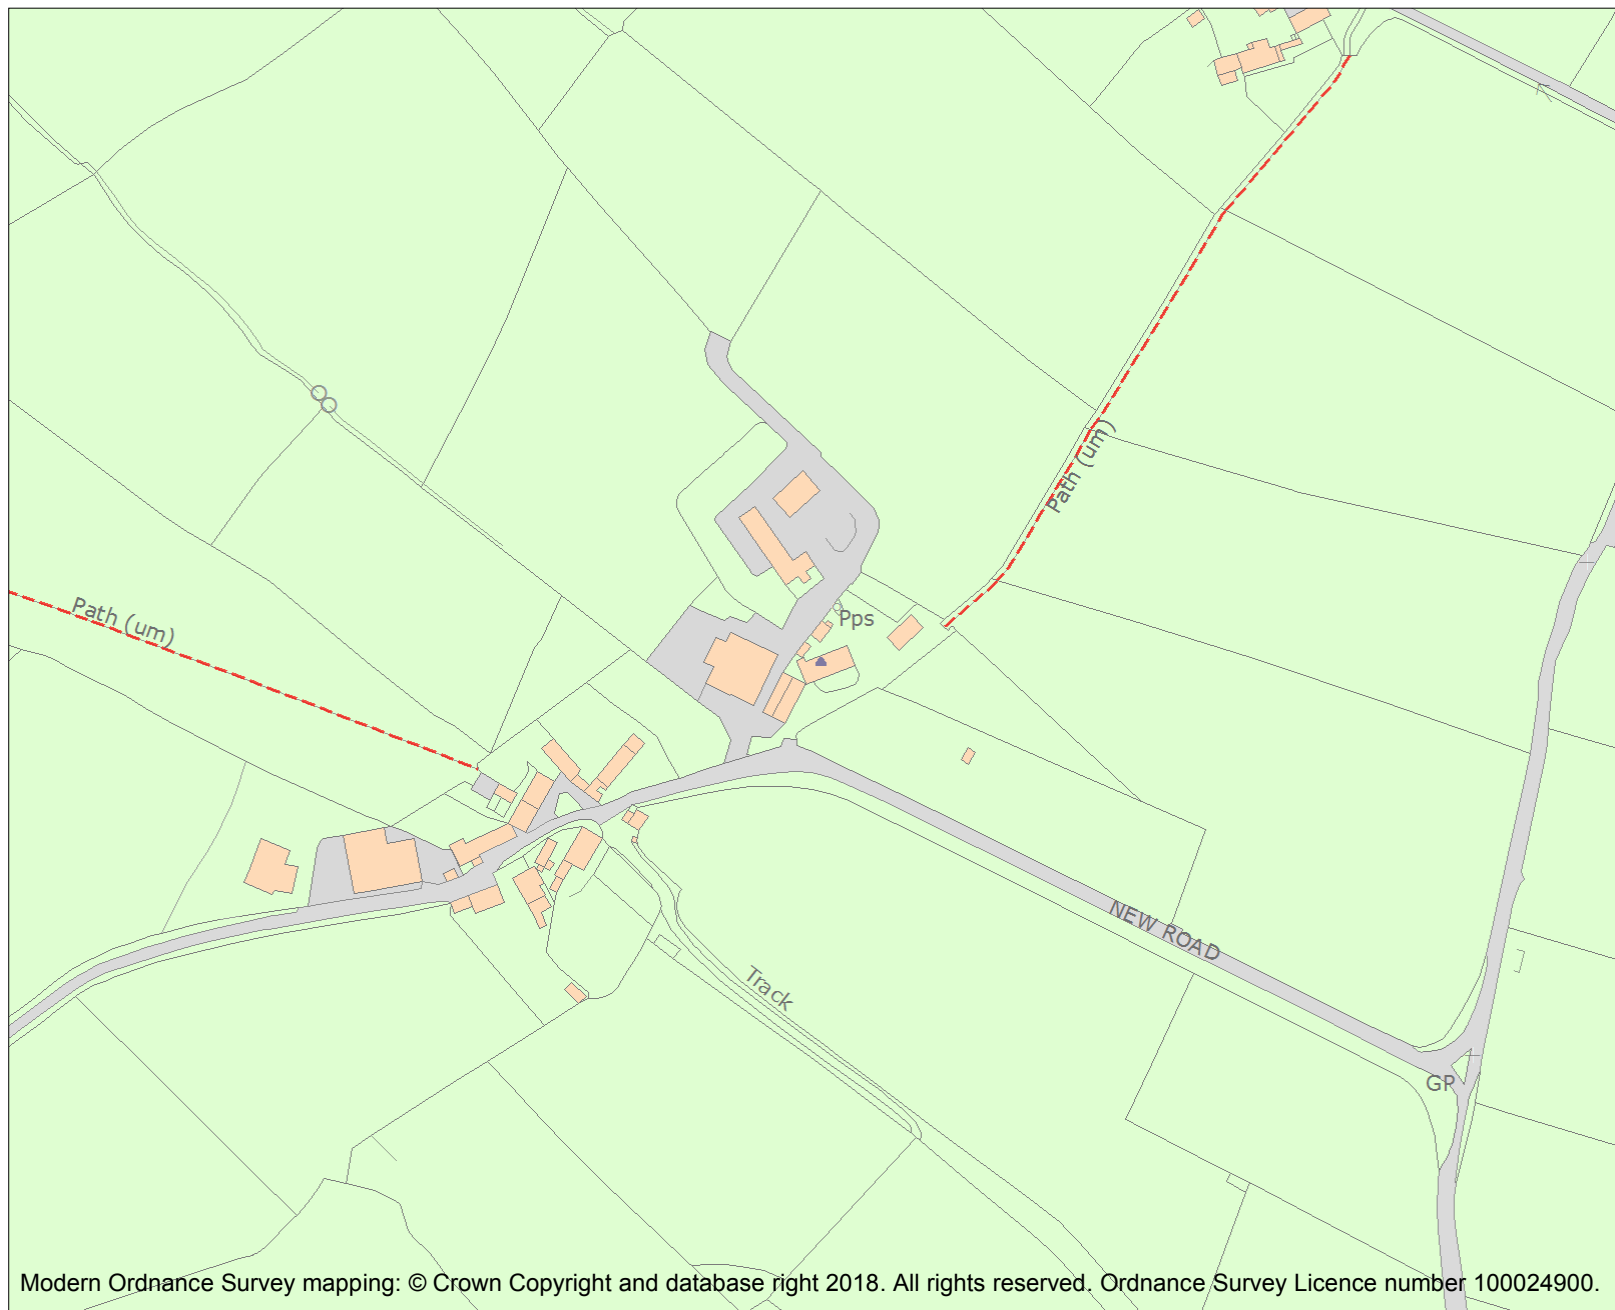 Path (um)
Path (um)
Pps
NEW ROAD
Track
GP
Modern Ordnance Survey mapping: © Crown Copyright and database right 2018. All rights reserved. Ordnance Survey Licence number 100024900.